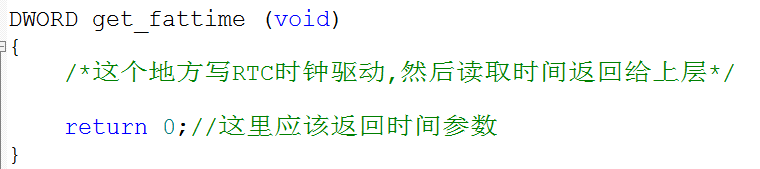 DWORD get_fattime (void)
{
/*这个地方写RTC时钟驱动,然后读取时间返回给上层*/
return 0;//这里应该返回时间参数
}